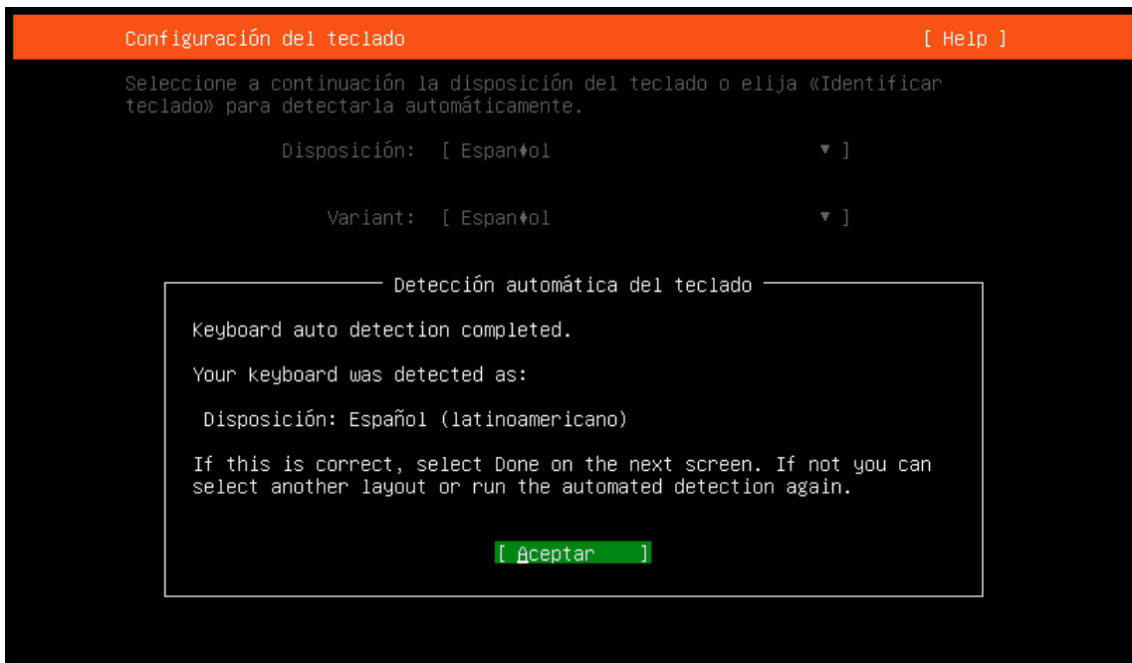 Configuración del teclado [ Help ]
Seleccione a continuación la disposición del teclado o elija «Identificar
teclado» para detectarla automáticamente.
Disposición: [ Espan♦ol ▾ ]
Variant: [ Espan♦ol ▾ ]
Detección automática del teclado
Keyboard auto detection completed.
Your keyboard was detected as:
Disposición: Español (latinoamericano)
If this is correct, select Done on the next screen. If not you can
select another layout or run the automated detection again.
[ Aceptar ]